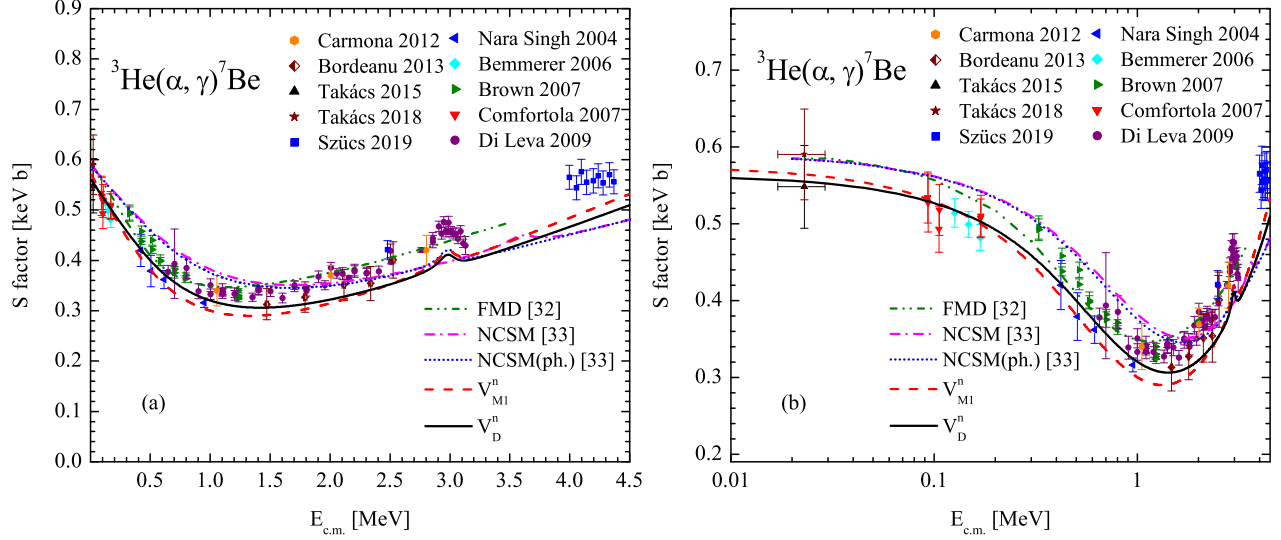 ³He(α, γ)⁷Be
Carmona 2012
Bordeanu 2013
Takács 2015
Takács 2018
Szücs 2019
Nara Singh 2004
Bemmerer 2006
Brown 2007
Comfortola 2007
Di Leva 2009
FMD [32]
NCSM [33]
NCSM(ph.) [33]
Vⁿ_M1
Vⁿ_D
(a)
S factor [keV b]
0.9
0.8
0.7
0.6
0.5
0.4
0.3
0.2
0.1
0.0
0.5 1.0 1.5 2.0 2.5 3.0 3.5 4.0 4.5
E_c.m. [MeV]
³He(α, γ)⁷Be
Carmona 2012
Bordeanu 2013
Takács 2015
Takács 2018
Szücs 2019
Nara Singh 2004
Bemmerer 2006
Brown 2007
Comfortola 2007
Di Leva 2009
FMD [32]
NCSM [33]
NCSM(ph.) [33]
Vⁿ_M1
Vⁿ_D
(b)
S factor [keV b]
0.7
0.6
0.5
0.4
0.3
0.2
0.01 0.1 1
E_c.m. [MeV]